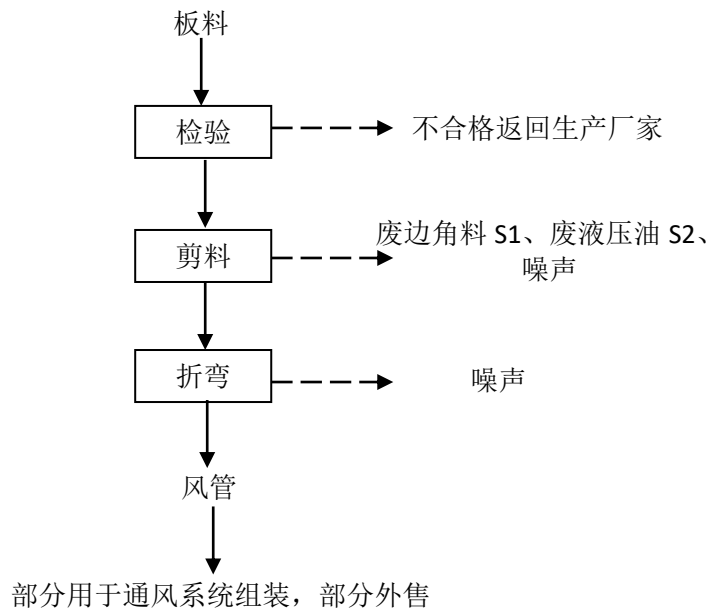 板料
检验
不合格返回生产厂家
剪料
废边角料 S1、废液压油 S2、
噪声
折弯
噪声
风管
部分用于通风系统组装，部分外售